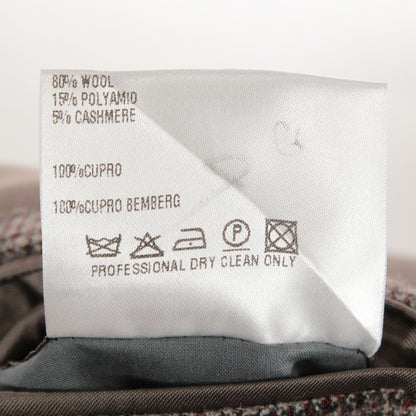 80% WOOL
15% POLYAMID
5% CASHMERE
100%CUPRO
100%CUPRO BEMBERG
P
PROFESSIONAL DRY CLEAN ONLY